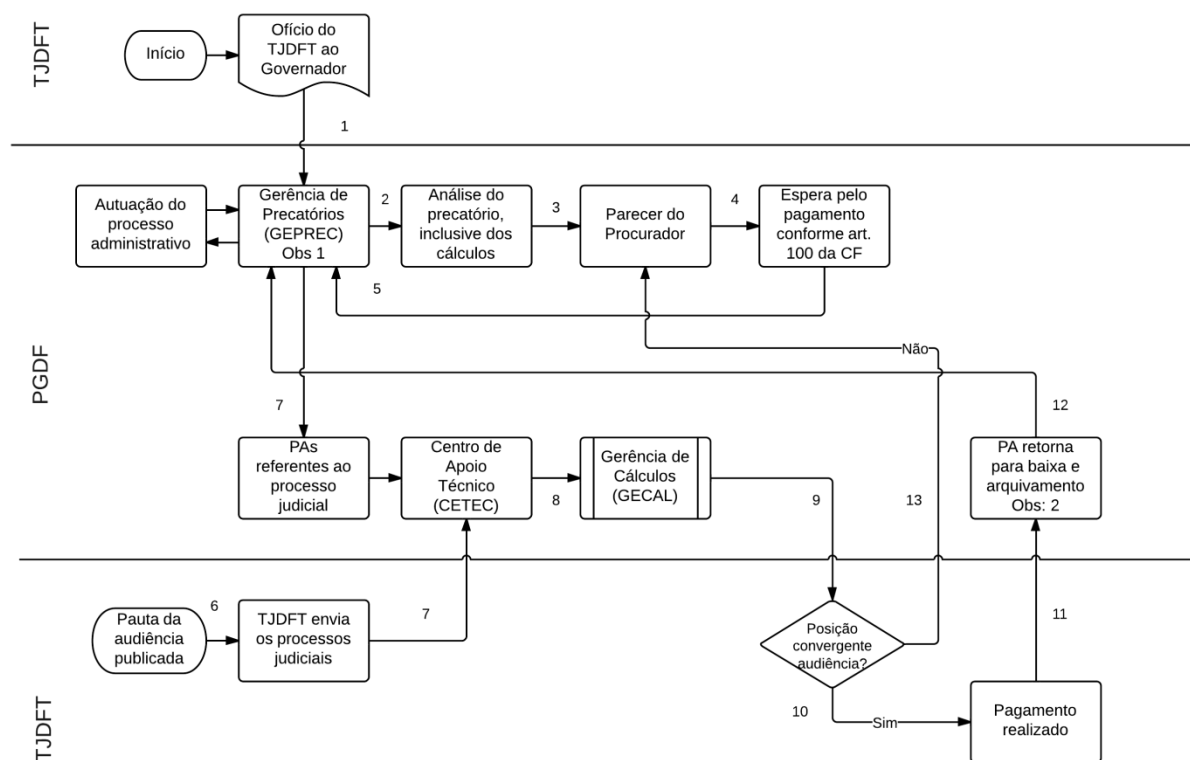 TJDFT
Início
Ofício do
TJDFT ao
Governador
1
PGDF
Autuação do
processo
administrativo
Gerência de
Precatórios
(GEPREC)
Obs 1
2
Análise do
precatório,
inclusive dos
cálculos
3
Parecer do
Procurador
4
Espera pelo
pagamento
conforme art.
100 da CF
5
Não
7
12
PAs
referentes ao
processo
judicial
Centro de
Apoio
Técnico
(CETEC)
8
Gerência de
Cálculos
(GECAL)
9
13
PA retorna
para baixa e
arquivamento
Obs: 2
TJDFT
Pauta da
audiência
publicada
6
TJDFT envia
os processos
judiciais
7
Posição
convergente
audiência?
11
10
Sim
Pagamento
realizado